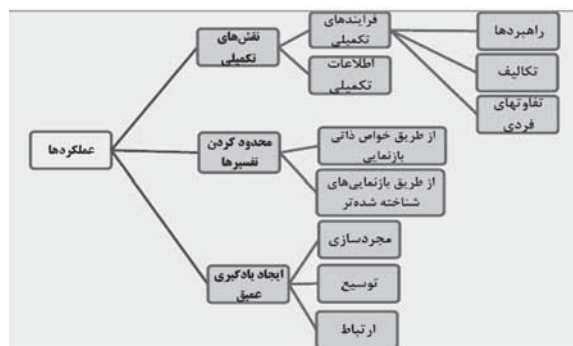 عملکردها
نقش‌های
تکمیلی
فرایندهای
تکمیلی
راهبردها
تکالیف
تفاوتهای
فردی
اطلاعات
تکمیلی
محدود کردن
تفسیرها
از طریق خواص ذاتی
بازنمایی
از طریق بازنمایی‌های
شناخته شده‌تر
ایجاد یادگیری
عمیق
مجردسازی
توسیع
ارتباط